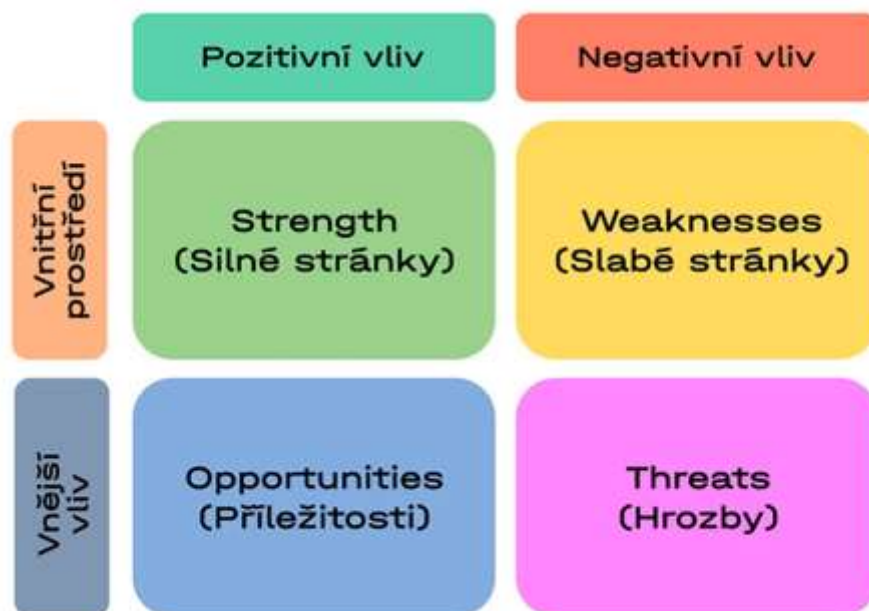 Pozitivní vliv
Negativní vliv
Vnitřní
prostředí
Strength
(Silné stránky)
Weaknesses
(Slabé stránky)
Vnější
vliv
Opportunities
(Příležitosti)
Threats
(Hrozby)